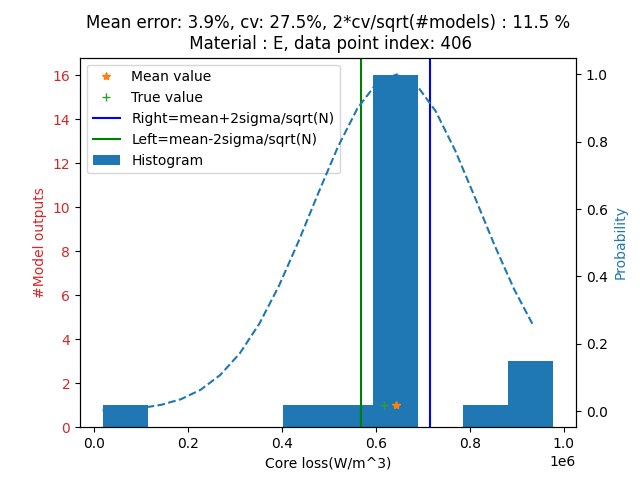 Mean error: 3.9%, cv: 27.5%, 2*cv/sqrt(#models) : 11.5 %
Material : E, data point index: 406
Mean value
True value
Right=mean+2sigma/sqrt(N)
Left=mean-2sigma/sqrt(N)
Histogram
#Model outputs
16
14
12
10
8
6
4
2
0
1.0
0.8
0.6
0.4
0.2
0.0
Probability
0.0 0.2 0.4 0.6 0.8 1.0
1e6
Core loss(W/m^3)